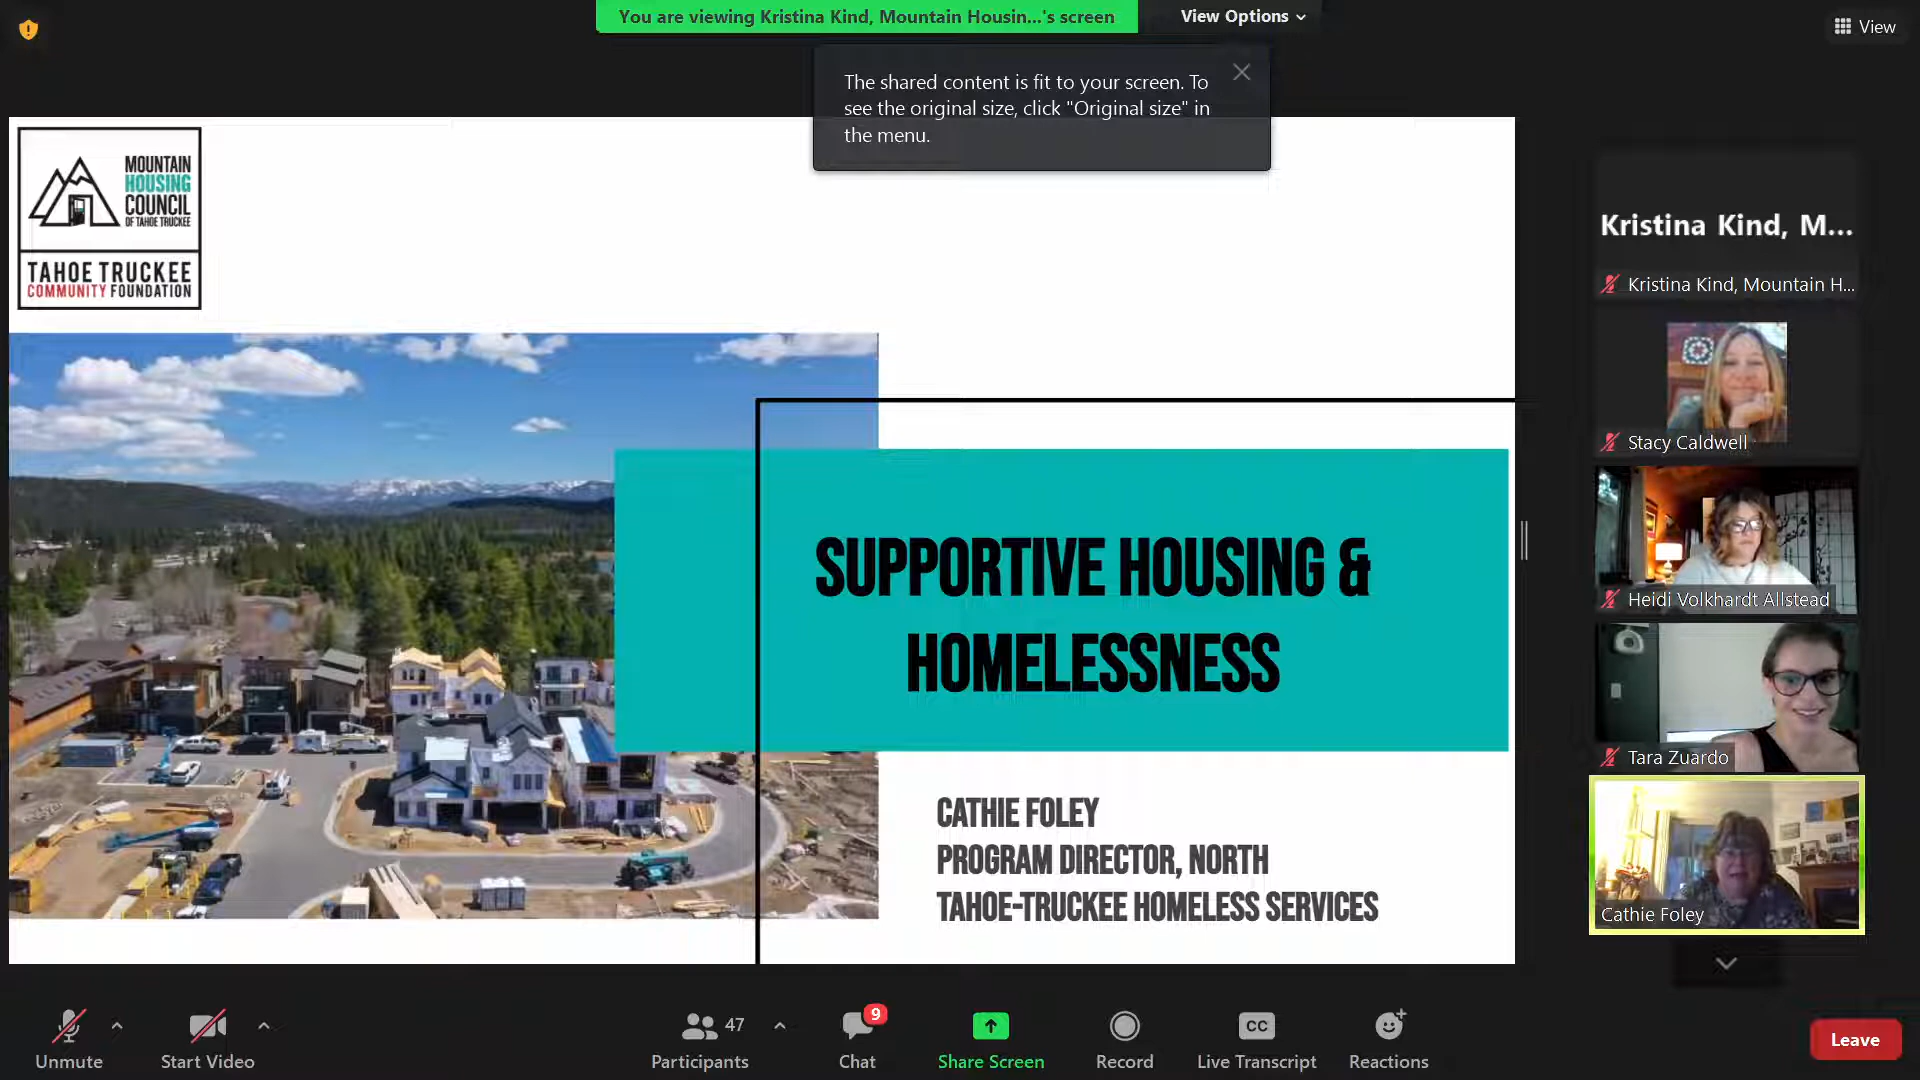 You are viewing Kristina Kind, Mountain Housin...'s screen
View Options
View
The shared content is fit to your screen. To
see the original size, click "Original size" in
the menu.
MOUNTAIN
HOUSING
COUNCIL
OF TAHOE TRUCKEE
TAHOE TRUCKEE
COMMUNITY FOUNDATION
SUPPORTIVE HOUSING &
HOMELESSNESS
CATHIE FOLEY
PROGRAM DIRECTOR, NORTH
TAHOE-TRUCKEE HOMELESS SERVICES
Kristina Kind, M...
Kristina Kind, Mountain H...
Stacy Caldwell
Heidi Volkhardt Allstead
Tara Zuardo
Cathie Foley
Unmute
Start Video
47
Participants
9
Chat
Share Screen
Record
CC
Live Transcript
Reactions
Leave